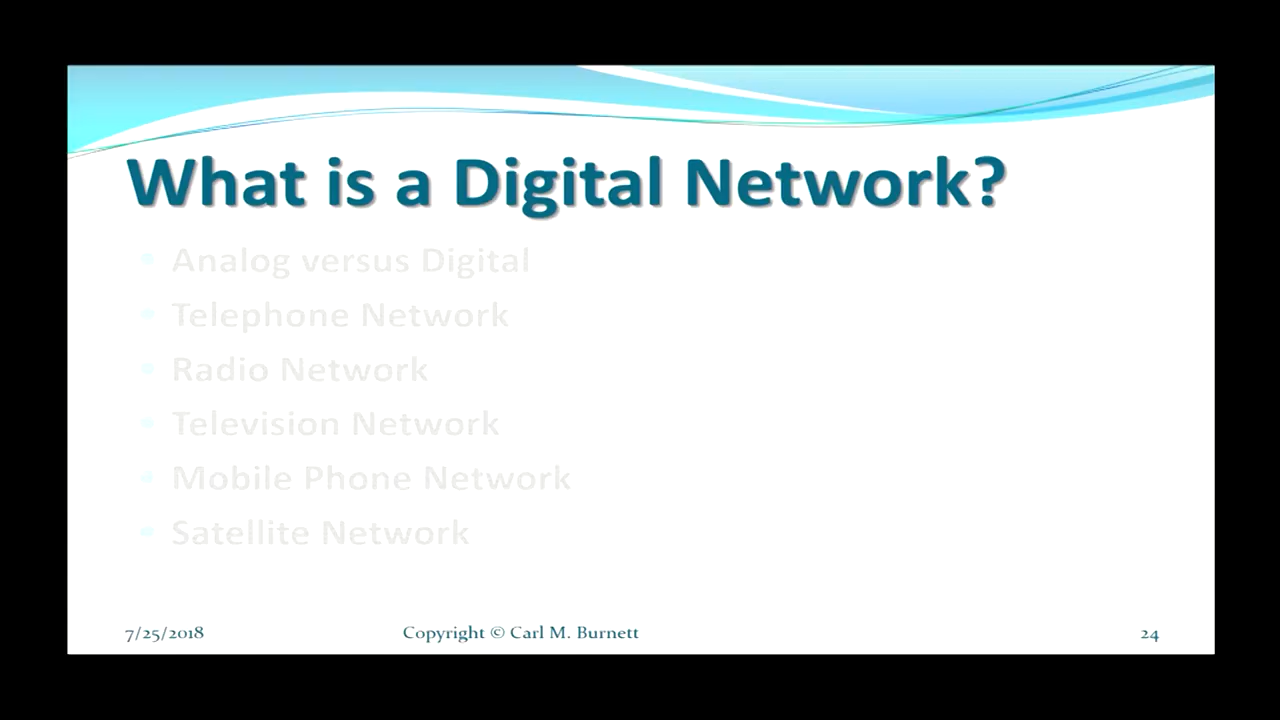 What is a Digital Network?
• Analog versus Digital
• Telephone Network
• Radio Network
• Television Network
• Mobile Phone Network
• Satellite Network
7/25/2018 Copyright © Carl M. Burnett 24